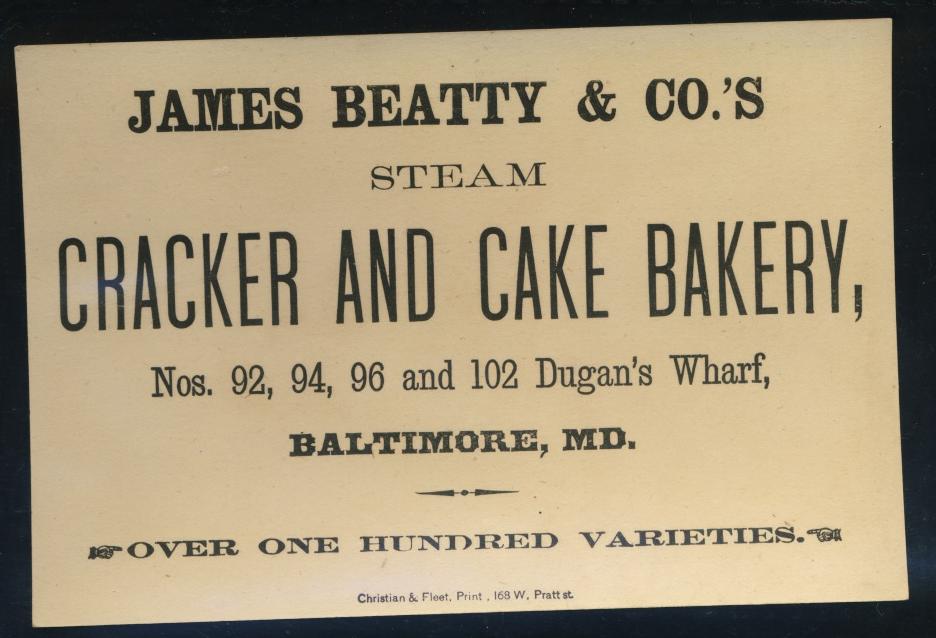 JAMES BEATTY & CO.'S
STEAM
CRACKER AND CAKE BAKERY,
Nos. 92, 94, 96 and 102 Dugan's Wharf,
BALTIMORE, MD.
OVER ONE HUNDRED VARIETIES.
Christian & Fleet, Print, 168 W. Pratt st.